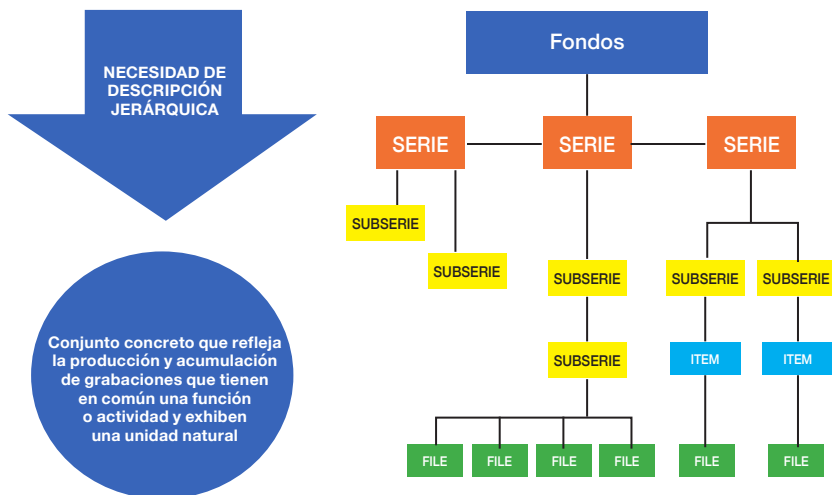 NECESIDAD DE
DESCRIPCIÓN
JERÁRQUICA
Conjunto concreto que refleja
la producción y acumulación
de grabaciones que tienen
en común una función
o actividad y exhiben
una unidad natural
Fondos
SERIE SERIE SERIE
SUBSERIE
SUBSERIE SUBSERIE SUBSERIE SUBSERIE
SUBSERIE ITEM ITEM
FILE FILE FILE FILE FILE FILE